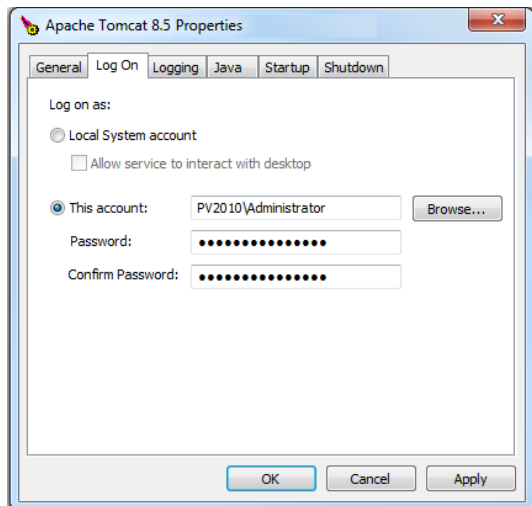 Apache Tomcat 8.5 Properties
General Log On Logging Java Startup Shutdown
Log on as:
Local System account
Allow service to interact with desktop
This account: PV2010\Administrator Browse...
Password: ●●●●●●●●●●●●●●●
Confirm Password: ●●●●●●●●●●●●●●●
OK Cancel Apply